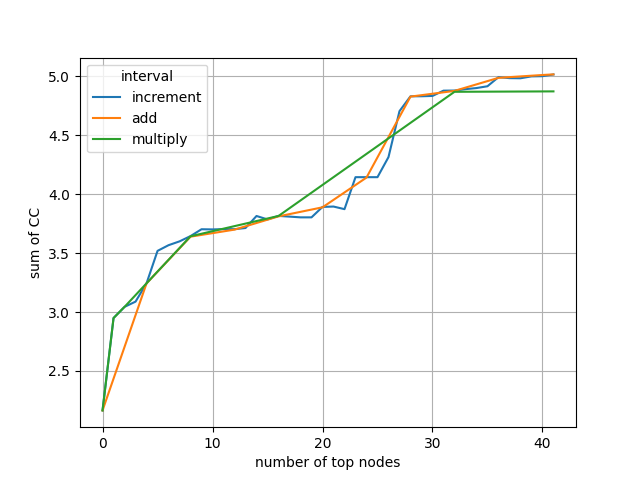 interval
increment
add
multiply
5.0
4.5
4.0
3.5
3.0
2.5
sum of CC
0 10 20 30 40
number of top nodes